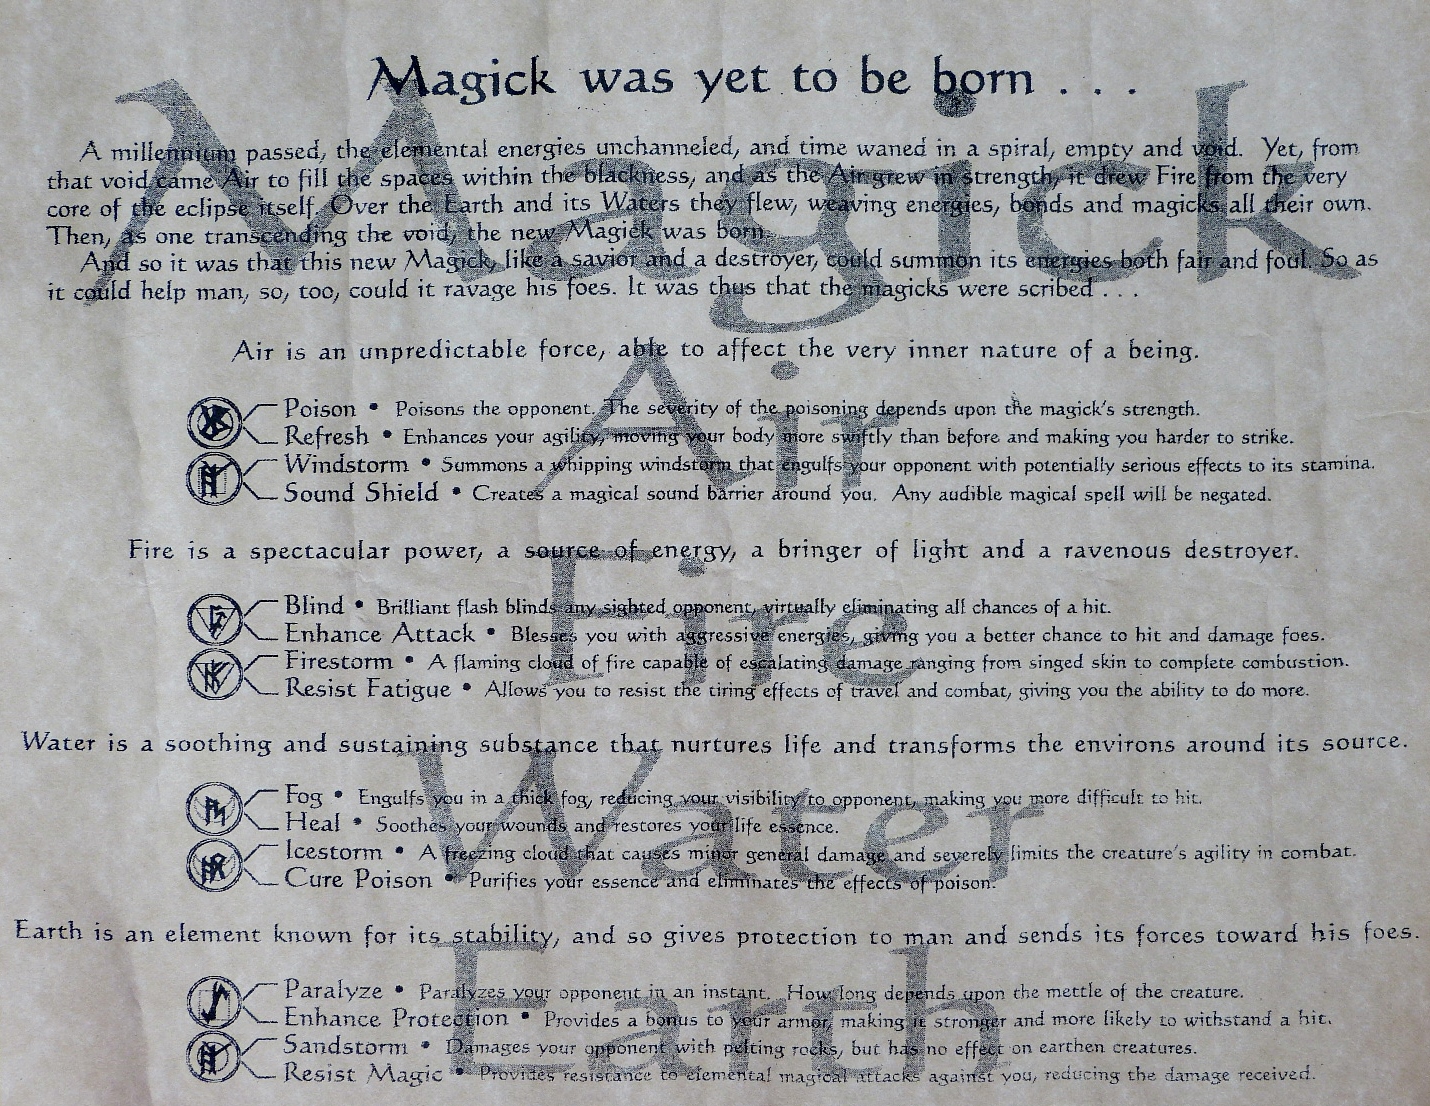 Magick was yet to be born . . .
A millennium passed, the elemental energies unchanneled, and time waned in a spiral, empty and void. Yet, from
that void came Air to fill the spaces within the blackness, and as the Air grew in strength, it drew Fire from the very
core of the eclipse itself. Over the Earth and its Waters they flew, weaving energies, bonds and magicks all their own.
Then, as one transcending the void, the new Magick was born.
And so it was that this new Magick, like a savior and a destroyer, could summon its energies both fair and foul. So as
it could help man, so, too, could it ravage his foes. It was thus that the magicks were scribed . . .
Magick
Air is an unpredictable force, able to affect the very inner nature of a being.
Air
Poison • Poisons the opponent. The severity of the poisoning depends upon the magick's strength.
Refresh • Enhances your agility, moving your body more swiftly than before and making you harder to strike.
Windstorm • Summons a whipping windstorm that engulfs your opponent with potentially serious effects to its stamina.
Sound Shield • Creates a magical sound barrier around you. Any audible magical spell will be negated.
Fire is a spectacular power, a source of energy, a bringer of light and a ravenous destroyer.
Fire
Blind • Brilliant flash blinds any sighted opponent, virtually eliminating all chances of a hit.
Enhance Attack • Blesses you with aggressive energies, giving you a better chance to hit and damage foes.
Firestorm • A flaming cloud of fire capable of escalating damage ranging from singed skin to complete combustion.
Resist Fatigue • Allows you to resist the tiring effects of travel and combat, giving you the ability to do more.
Water is a soothing and sustaining substance that nurtures life and transforms the environs around its source.
Water
Fog • Engulfs you in a thick fog, reducing your visibility to opponent, making you more difficult to hit.
Heal • Soothes your wounds and restores your life essence.
Icestorm • A freezing cloud that causes minor general damage and severely limits the creature's agility in combat.
Cure Poison • Purifies your essence and eliminates the effects of poison.
Earth is an element known for its stability, and so gives protection to man and sends its forces toward his foes.
Earth
Paralyze • Paralyzes your opponent in an instant. How long depends upon the mettle of the creature.
Enhance Protection • Provides a bonus to your armor, making it stronger and more likely to withstand a hit.
Sandstorm • Damages your opponent with pelting rocks, but has no effect on earthen creatures.
Resist Magic • Provides resistance to elemental magical attacks against you, reducing the damage received.